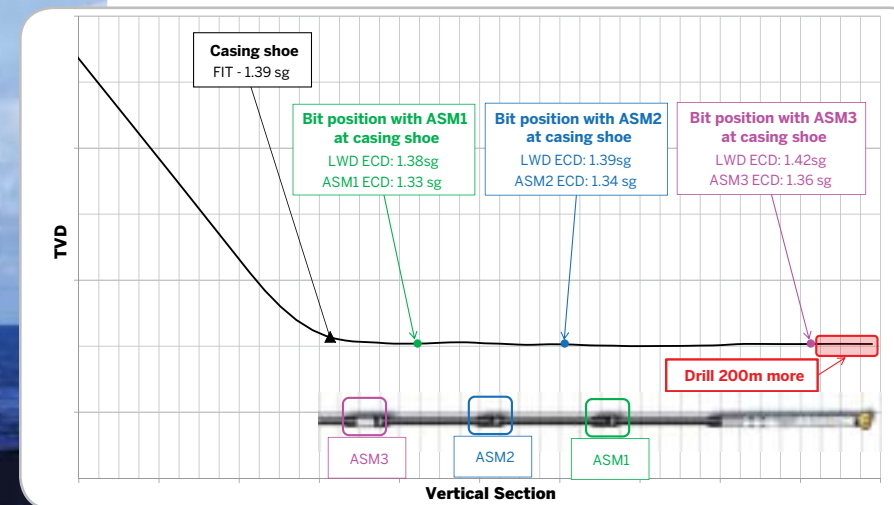 Casing shoe
FIT - 1.39 sg
Bit position with ASM1
at casing shoe
LWD ECD: 1.38sg
ASM1 ECD: 1.33 sg
Bit position with ASM2
at casing shoe
LWD ECD: 1.39sg
ASM2 ECD: 1.34 sg
Bit position with ASM3
at casing shoe
LWD ECD: 1.42sg
ASM3 ECD: 1.36 sg
TVD
Drill 200m more
ASM3
ASM2
ASM1
Vertical Section